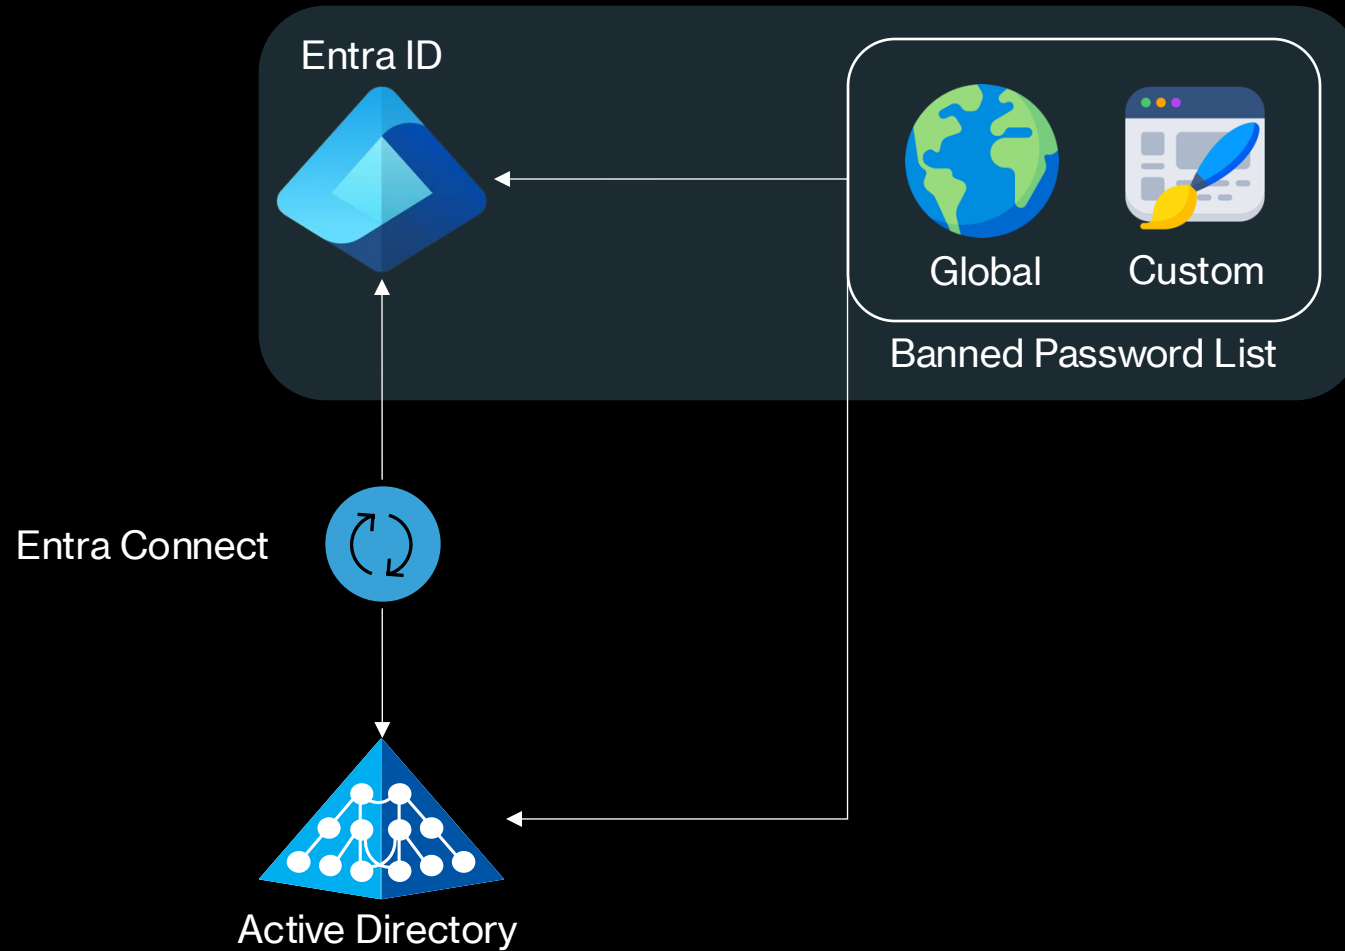 Entra ID
Global
Custom
Banned Password List
Entra Connect
Active Directory